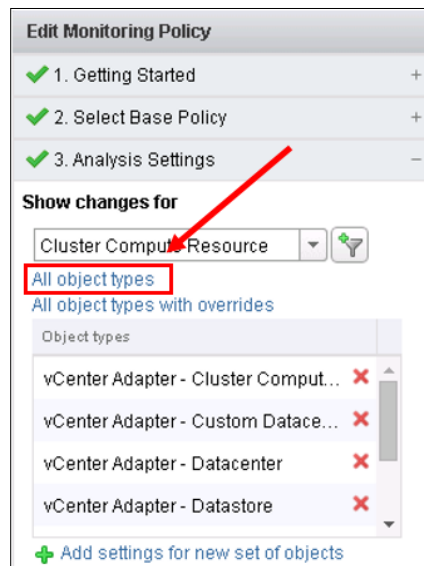 Edit Monitoring Policy
1. Getting Started
2. Select Base Policy
3. Analysis Settings
Show changes for
Cluster Compute Resource
All object types
All object types with overrides
Object types
vCenter Adapter - Cluster Comput...
vCenter Adapter - Custom Datace...
vCenter Adapter - Datacenter
vCenter Adapter - Datastore
Add settings for new set of objects